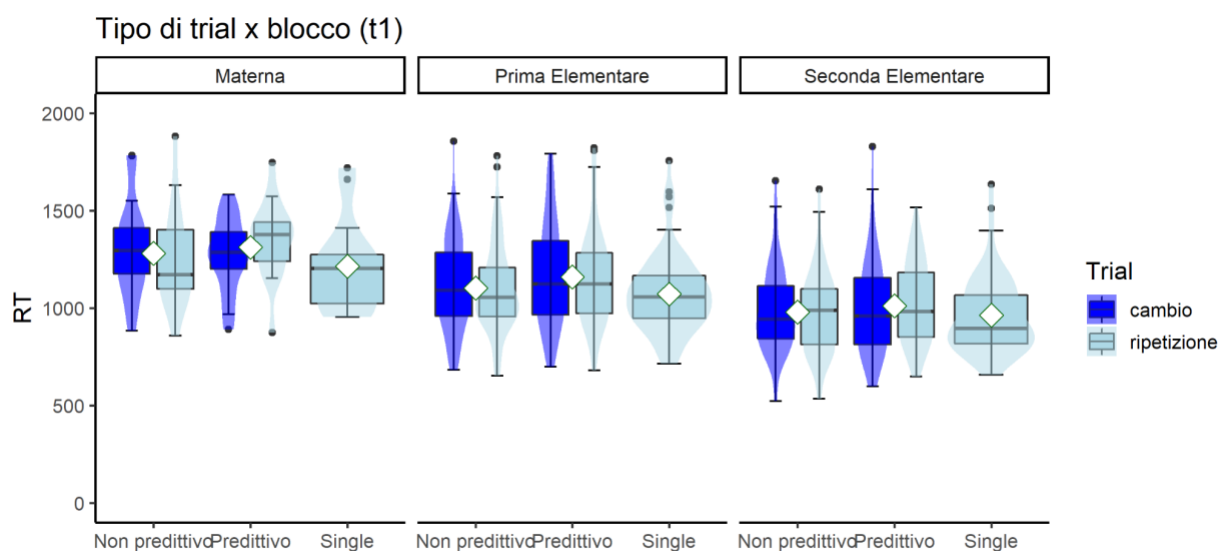 Tipo di trial x blocco (t1)
Materna
Prima Elementare
Seconda Elementare
2000
1500
1000
500
0
RT
Non predittivo Predittivo Single
Non predittivo Predittivo Single
Non predittivo Predittivo Single
Trial
cambio
ripetizione